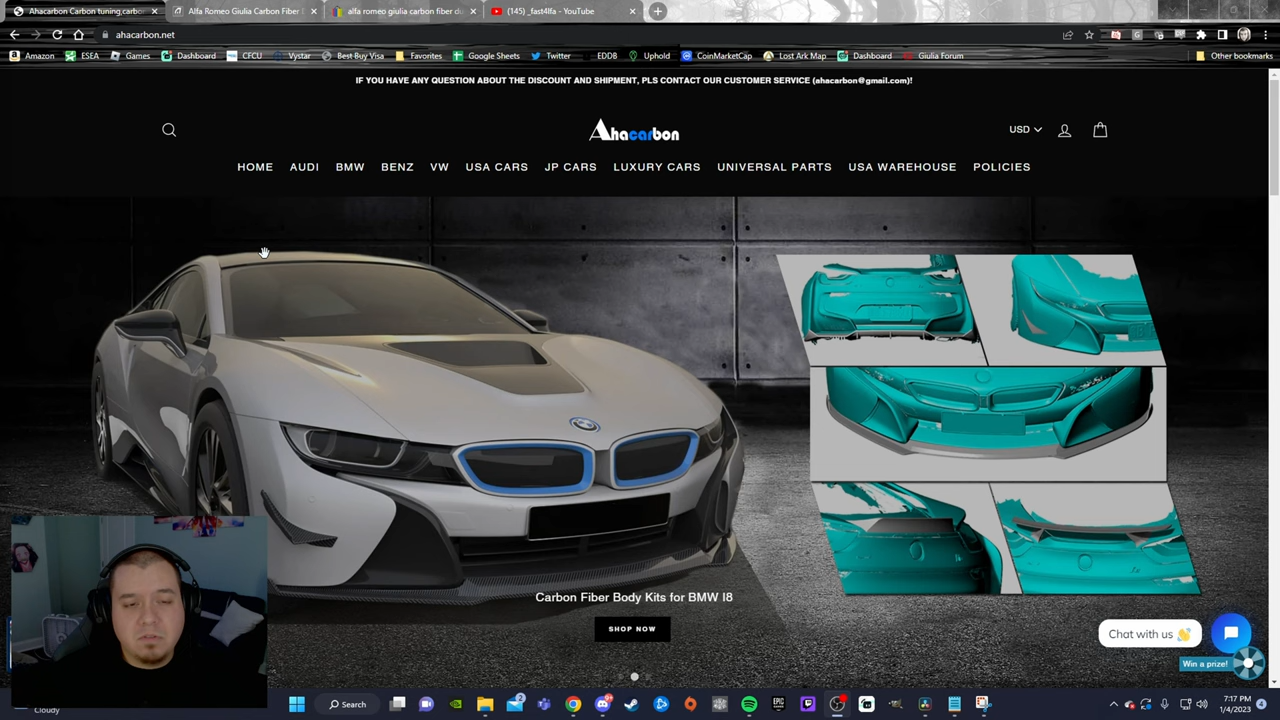 Ahacarbon Carbon tuning,carbon
Alfa Romeo Giulia Carbon Fiber D
alfa romeo giulia carbon fiber di
(145) _fast4lfa - YouTube
ahacarbon.net
Amazon
ESEA
Games
Dashboard
CFCU
Vystar
Best Buy Visa
Favorites
Google Sheets
Twitter
EDDB
Uphold
CoinMarketCap
Lost Ark Map
Dashboard
Giulia Forum
Other bookmarks
IF YOU HAVE ANY QUESTION ABOUT THE DISCOUNT AND SHIPMENT, PLS CONTACT OUR CUSTOMER SERVICE (ahacarbon@gmail.com)!
Ahacarbon
USD
HOME AUDI BMW BENZ VW USA CARS JP CARS LUXURY CARS UNIVERSAL PARTS USA WAREHOUSE POLICIES
Carbon Fiber Body Kits for BMW I8
SHOP NOW
Chat with us 👋
Win a prize!
Cloudy
Search
7:17 PM
1/4/2023